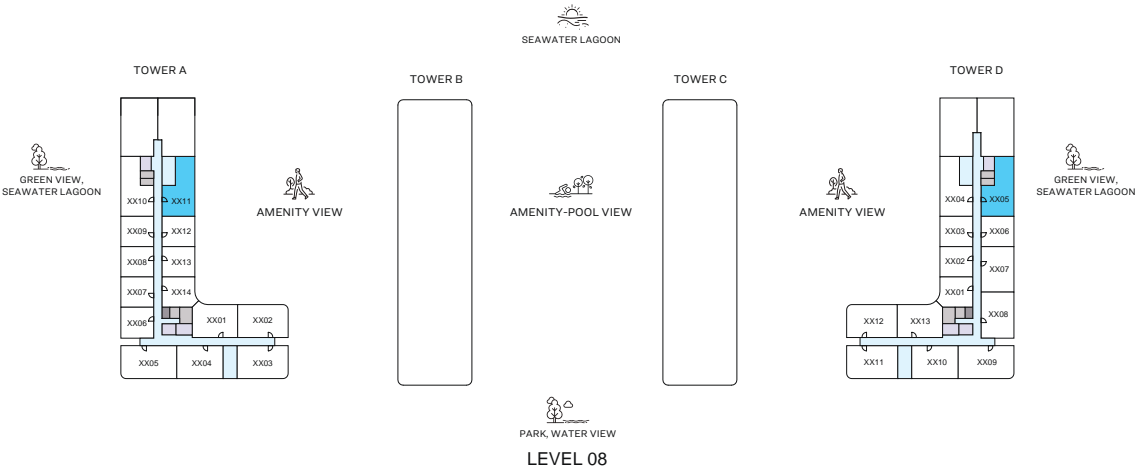 SEAWATER LAGOON
TOWER A
TOWER B
TOWER C
TOWER D
GREEN VIEW,
SEAWATER LAGOON
AMENITY VIEW
AMENITY-POOL VIEW
AMENITY VIEW
GREEN VIEW,
SEAWATER LAGOON
XX10
XX11
XX09
XX12
XX08
XX13
XX07
XX14
XX06
XX01
XX02
XX05
XX04
XX03
XX04
XX05
XX03
XX06
XX02
XX07
XX01
XX08
XX12
XX13
XX11
XX10
XX09
PARK, WATER VIEW
LEVEL 08